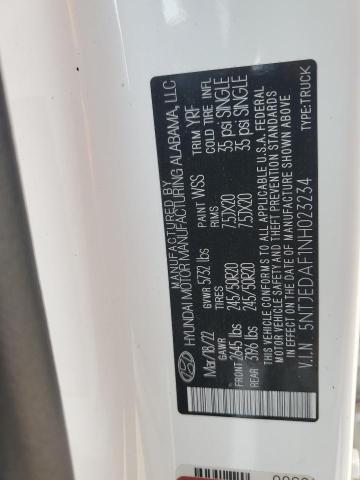 MANUFACTURED BY
HYUNDAI MOTOR MANUFACTURING ALABAMA, LLC
Mar/18/22 PAINT WSS TRIM YRF
GVWR 5732 lbs
GAWR TIRES RIMS COLD TIRE INFL
FRONT 2645 lbs 245/50R20 7.5JX20 35 psi SINGLE
REAR 3196 lbs 245/50R20 7.5JX20 35 psi SINGLE
THIS VEHICLE CONFORMS TO ALL APPLICABLE U.S.A. FEDERAL
MOTOR VEHICLE SAFETY AND THEFT PREVENTION STANDARDS
IN EFFECT ON THE DATE OF MANUFACTURE SHOWN ABOVE
V.I.N. 5NTJEDAF1NH023234 TYPE:TRUCK